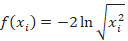 f(x_i) = −2 ln √(x_i^2)